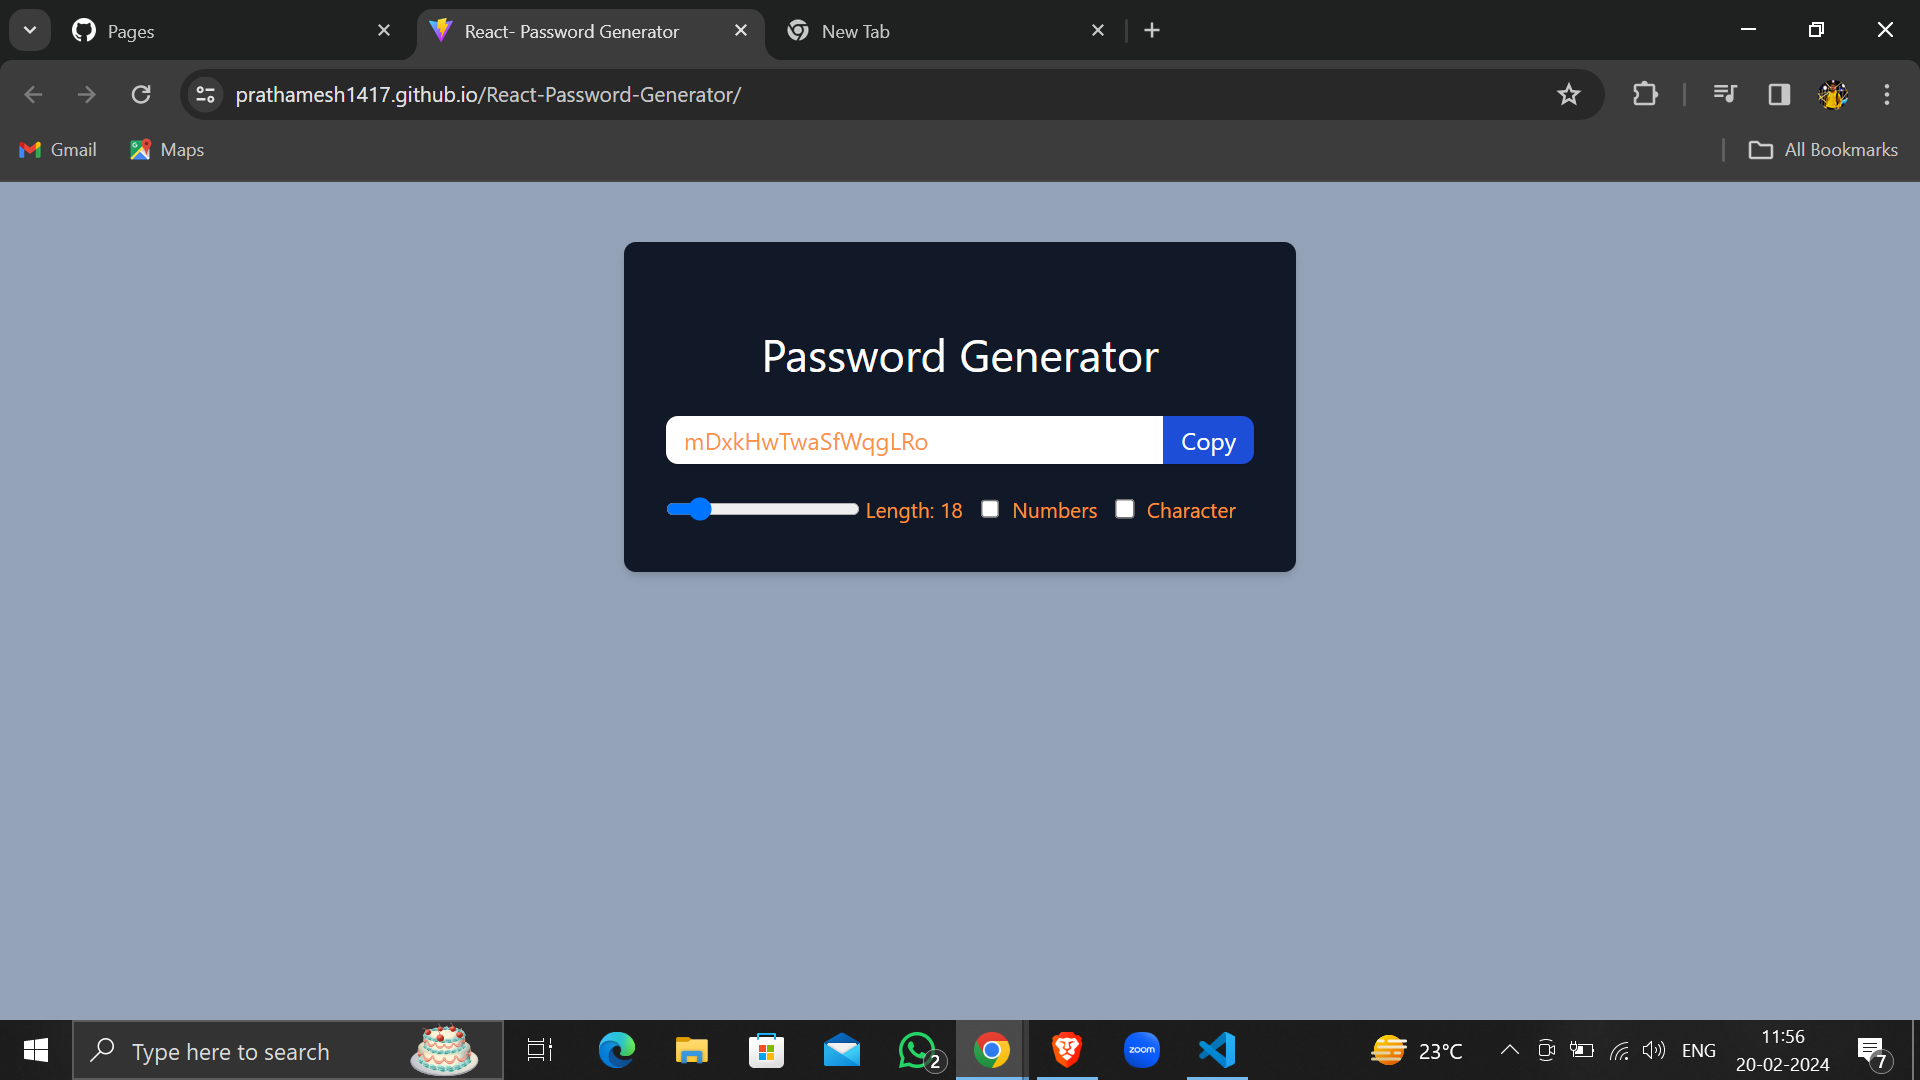 Pages
React- Password Generator
New Tab
prathamesh1417.github.io/React-Password-Generator/
Gmail
Maps
All Bookmarks
Password Generator
mDxkHwTwaSfWqgLRo
Copy
Length: 18
Numbers
Character
Type here to search
2
zoom
23°C
ENG
11:56
20-02-2024
7